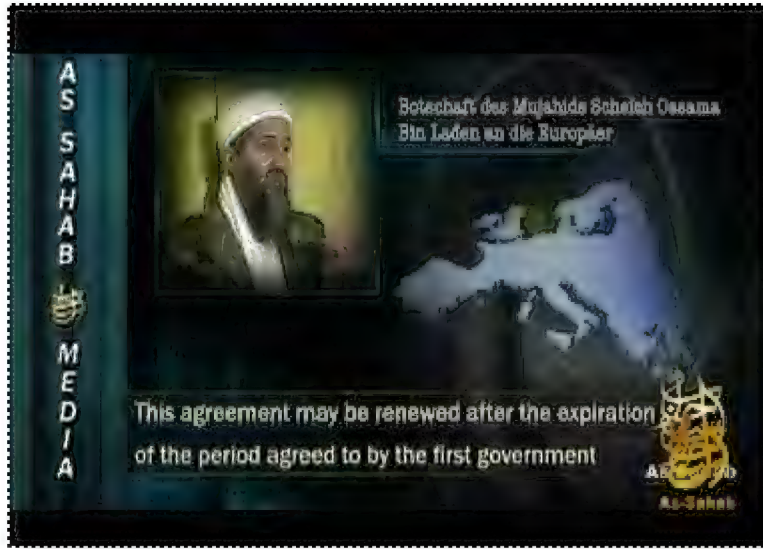 AS SAHAB MEDIA
Botschaft des Mujahids Scheich Oasama
Bin Laden an die Europäer
This agreement may be renewed after the expiration
of the period agreed to by the first government
As-Sahab